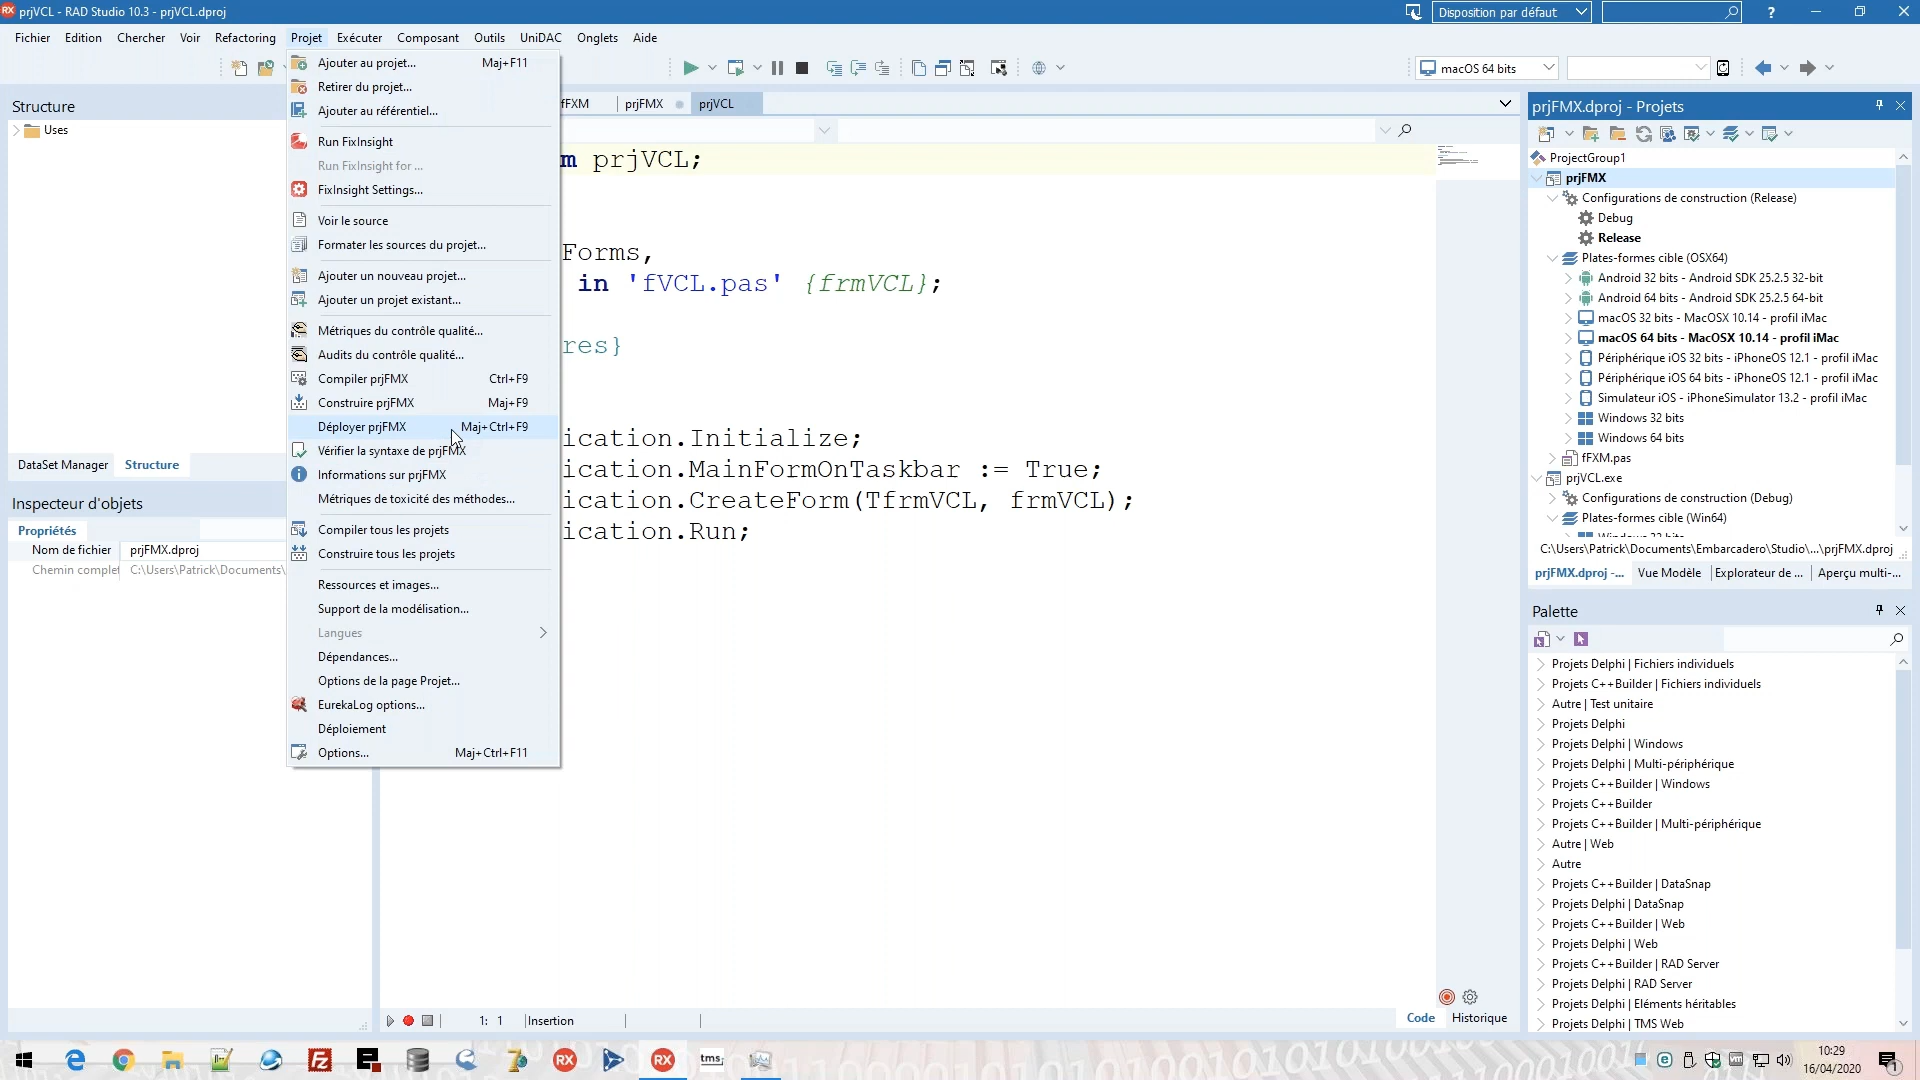 prjVCL - RAD Studio 10.3 - prjVCL.dproj
Disposition par défaut
?
Fichier Edition Chercher Voir Refactoring Projet Exécuter Composant Outils UniDAC Onglets Aide
macOS 64 bits
Structure
Uses
DataSet Manager Structure
Inspecteur d'objets
Propriétés
Nom de fichier prjFMX.dproj
Chemin complet C:\Users\Patrick\Documents\
Ajouter au projet... Maj+F11
Retirer du projet...
Ajouter au référentiel...
Run FixInsight
Run FixInsight for ...
FixInsight Settings...
Voir le source
Formater les sources du projet...
Ajouter un nouveau projet...
Ajouter un projet existant...
Métriques du contrôle qualité...
Audits du contrôle qualité...
Compiler prjFMX Ctrl+F9
Construire prjFMX Maj+F9
Déployer prjFMX Maj+Ctrl+F9
Vérifier la syntaxe de prjFMX
Informations sur prjFMX
Métriques de toxicité des méthodes...
Compiler tous les projets
Construire tous les projets
Ressources et images...
Support de la modélisation...
Langues
Dépendances...
Options de la page Projet...
EurekaLog options...
Déploiement
Options... Maj+Ctrl+F11
fFXM prjFMX prjVCL
m prjVCL;
Forms,
in 'fVCL.pas' {frmVCL};
res}
ication.Initialize;
ication.MainFormOnTaskbar := True;
ication.CreateForm(TfrmVCL, frmVCL);
ication.Run;
1: 1 Insertion
Code Historique
prjFMX.dproj - Projets
ProjectGroup1
prjFMX
Configurations de construction (Release)
Debug
Release
Plates-formes cible (OSX64)
Android 32 bits - Android SDK 25.2.5 32-bit
Android 64 bits - Android SDK 25.2.5 64-bit
macOS 32 bits - MacOSX 10.14 - profil iMac
macOS 64 bits - MacOSX 10.14 - profil iMac
Périphérique iOS 32 bits - iPhoneOS 12.1 - profil iMac
Périphérique iOS 64 bits - iPhoneOS 12.1 - profil iMac
Simulateur iOS - iPhoneSimulator 13.2 - profil iMac
Windows 32 bits
Windows 64 bits
fFXM.pas
prjVCL.exe
Configurations de construction (Debug)
Plates-formes cible (Win64)
C:\Users\Patrick\Documents\Embarcadero\Studio\...\prjFMX.dproj
prjFMX.dproj -... Vue Modèle Explorateur de ... Aperçu multi-...
Palette
Projets Delphi | Fichiers individuels
Projets C++Builder | Fichiers individuels
Autre | Test unitaire
Projets Delphi
Projets Delphi | Windows
Projets Delphi | Multi-périphérique
Projets C++Builder | Windows
Projets C++Builder
Projets C++Builder | Multi-périphérique
Autre | Web
Autre
Projets C++Builder | DataSnap
Projets Delphi | DataSnap
Projets C++Builder | Web
Projets Delphi | Web
Projets C++Builder | RAD Server
Projets Delphi | RAD Server
Projets Delphi | Eléments héritables
Projets Delphi | TMS Web
RX RX tms
10:29
16/04/2020